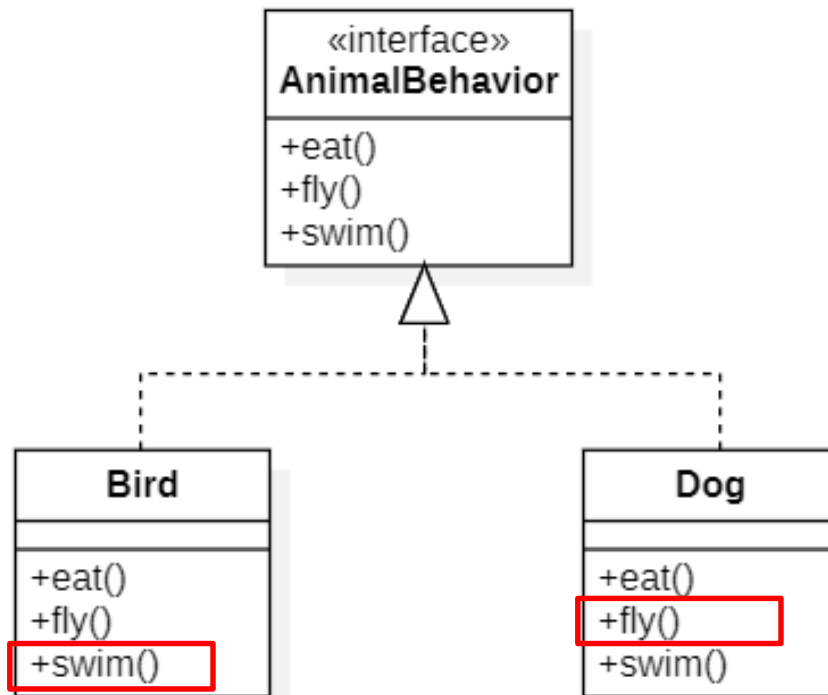 «interface»
AnimalBehavior
+eat()
+fly()
+swim()
Bird
+eat()
+fly()
+swim()
Dog
+eat()
+fly()
+swim()